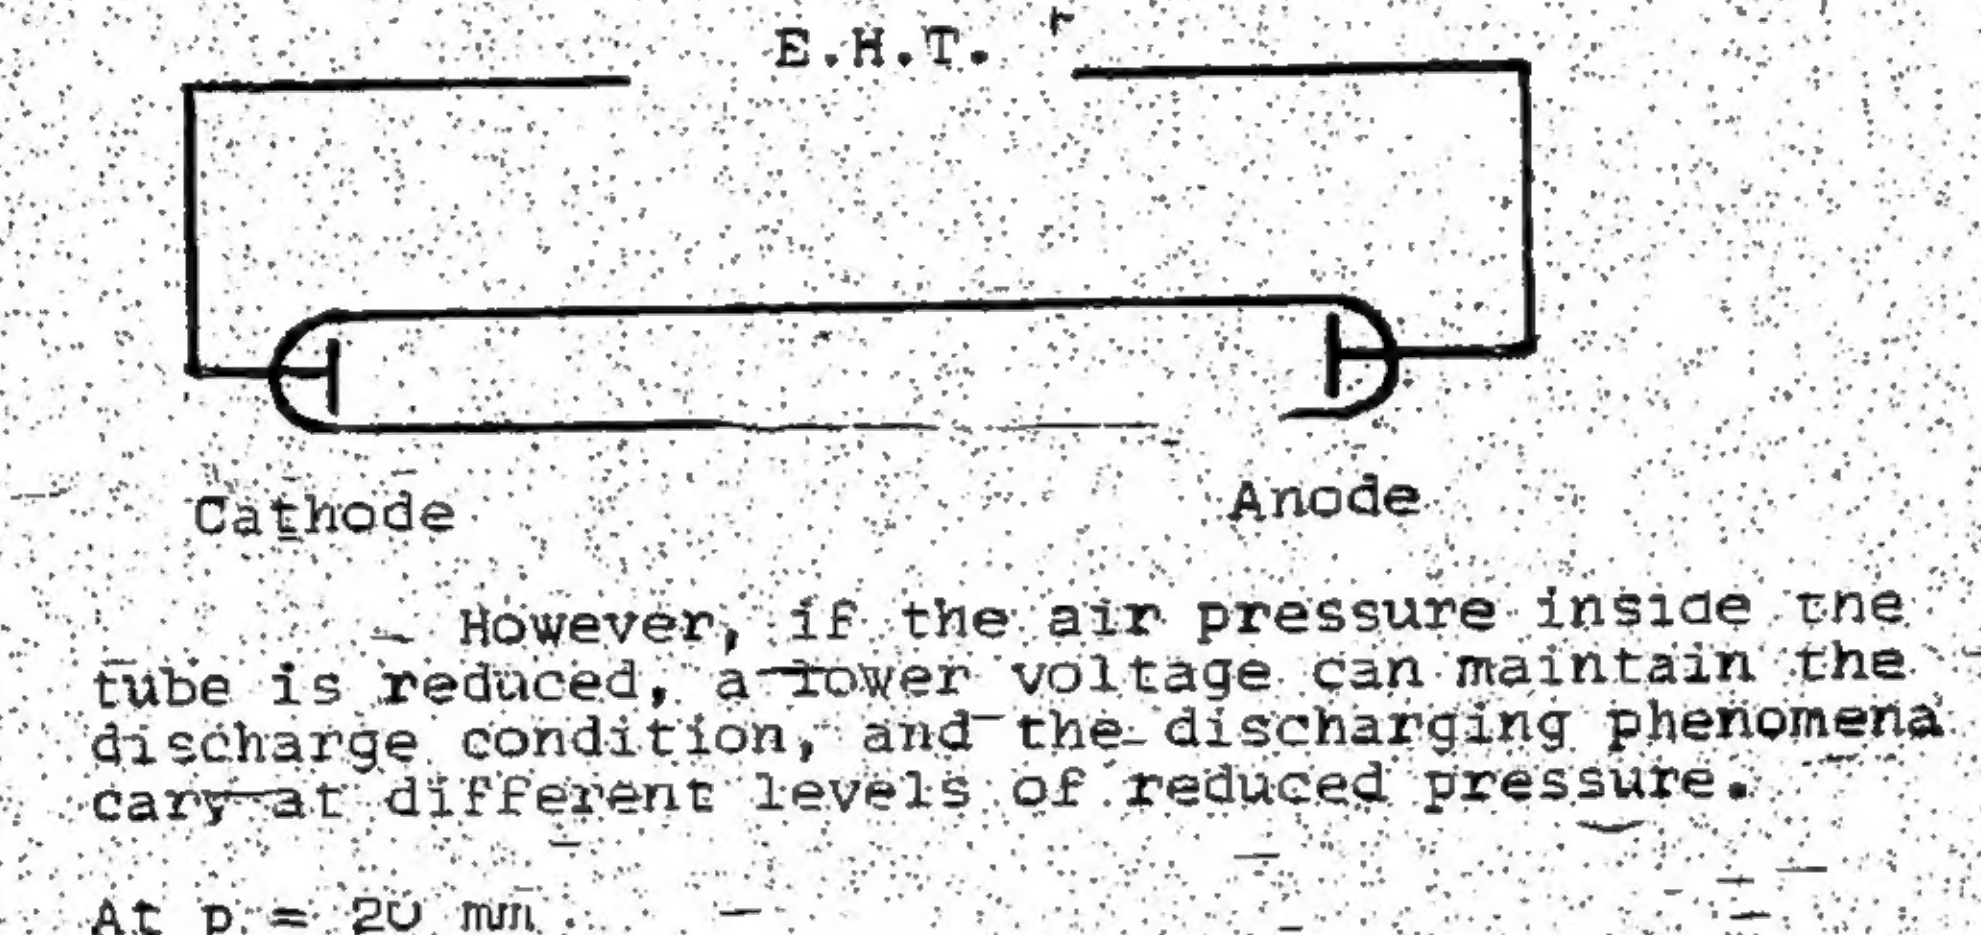 E.H.T. +
Cathode
Anode
However, if the air pressure inside the
tube is reduced, a lower voltage can maintain the
discharge condition, and the discharging phenomena
cary at different levels of reduced pressure.
At p = 20 mm